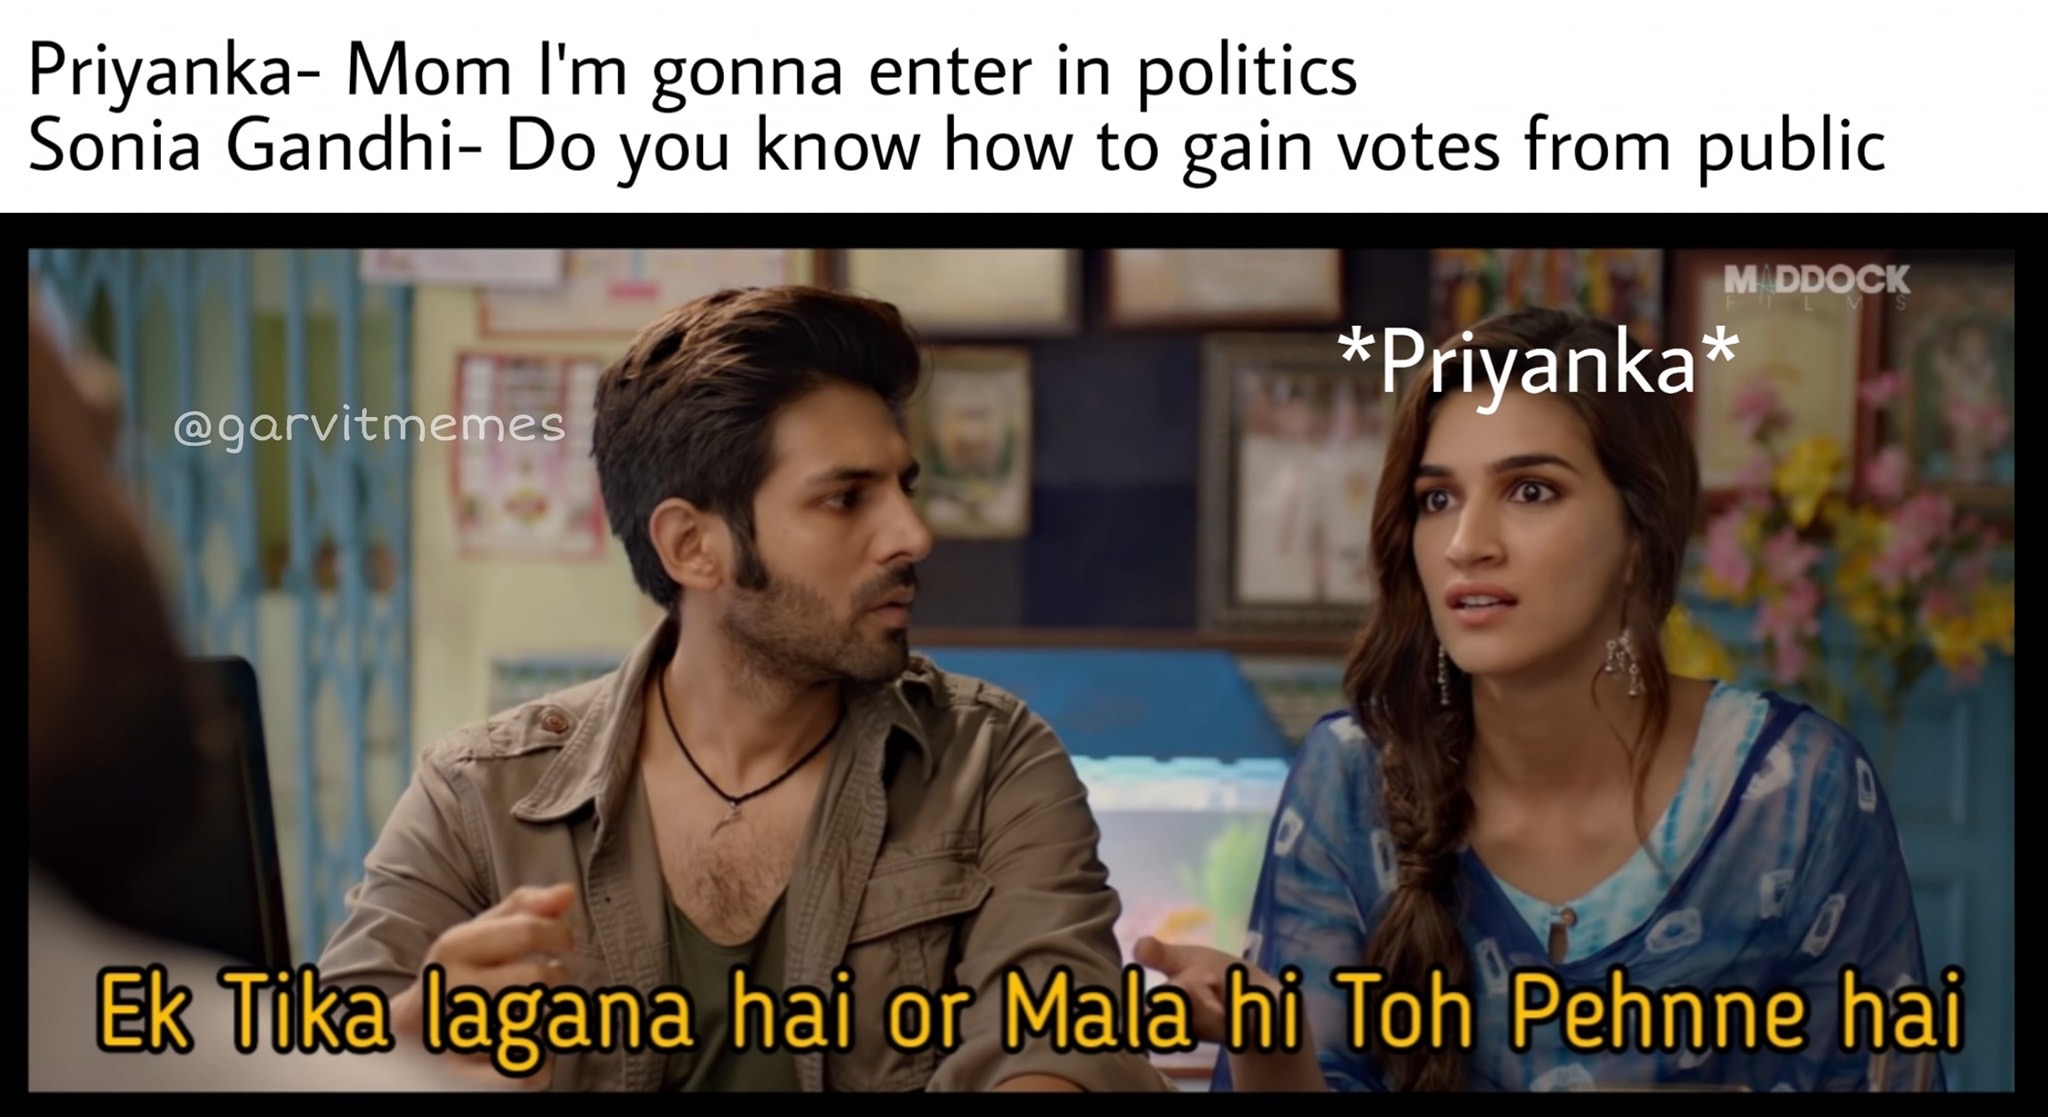 Priyanka- Mom I'm gonna enter in politics
Sonia Gandhi- Do you know how to gain votes from public
MADDOCK
FILMS
*Priyanka*
@garvitmemes
Ek Tika lagana hai or Mala hi Toh Pehnne hai